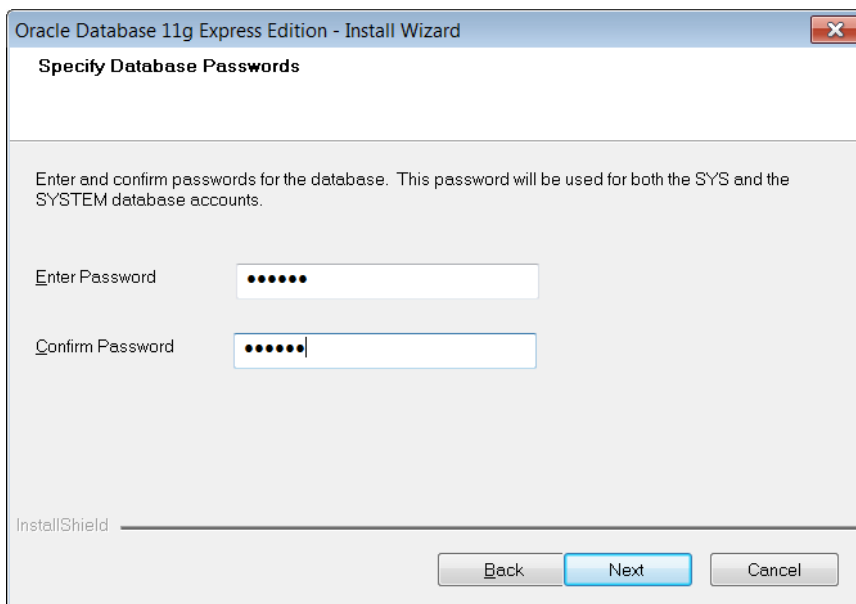 Oracle Database 11g Express Edition - Install Wizard
Specify Database Passwords
Enter and confirm passwords for the database. This password will be used for both the SYS and the
SYSTEM database accounts.
Enter Password
••••••
Confirm Password
••••••
InstallShield
Back Next Cancel